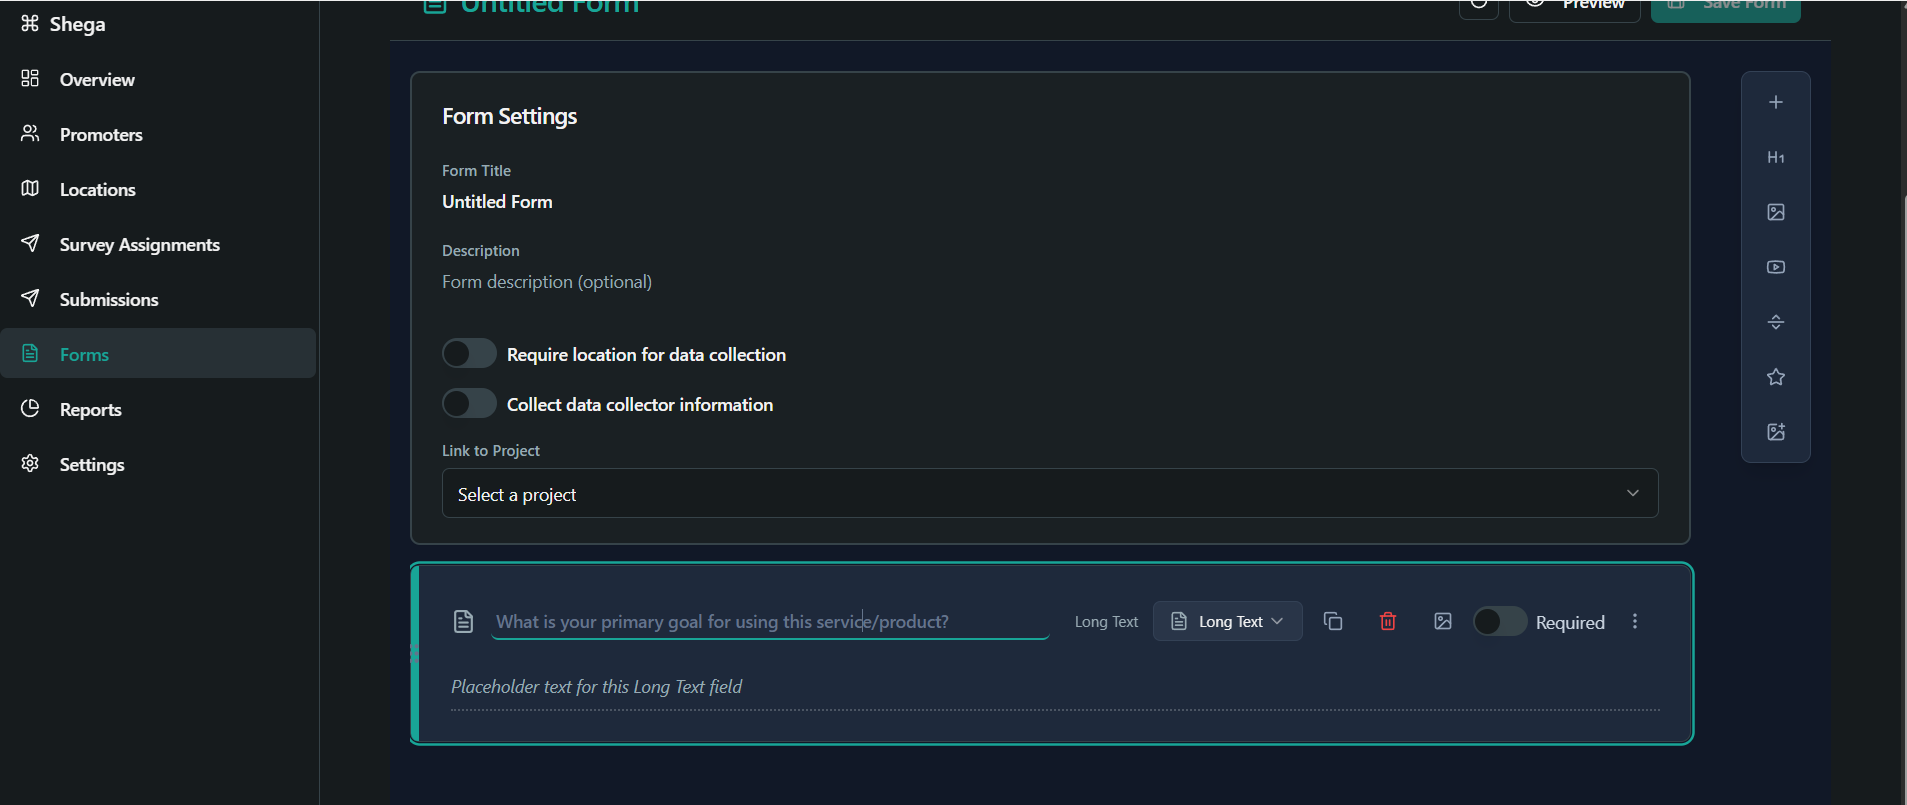 Shega
Overview
Promoters
Locations
Survey Assignments
Submissions
Forms
Reports
Settings
Untitled Form
Preview
Save Form
Form Settings
Form Title
Untitled Form
Description
Form description (optional)
Require location for data collection
Collect data collector information
Link to Project
Select a project
H1
What is your primary goal for using this service/product?
Long Text
Long Text
Required
Placeholder text for this Long Text field